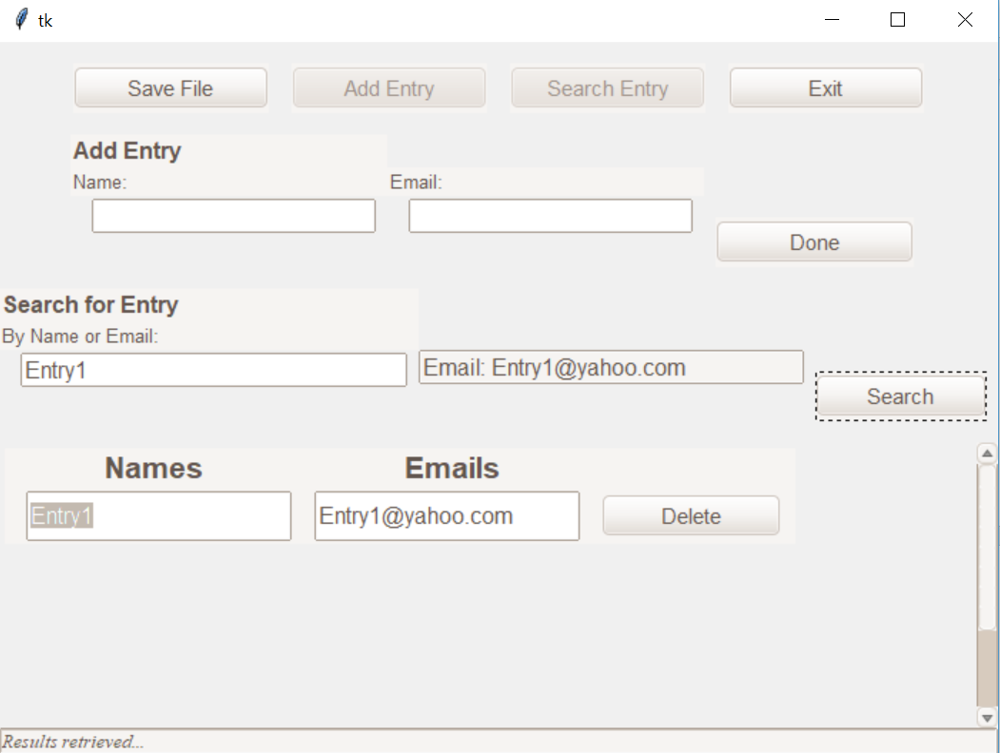 tk
Save File Add Entry Search Entry Exit
Add Entry
Name: Email:
Done
Search for Entry
By Name or Email:
Entry1 Email: Entry1@yahoo.com
Search
Names Emails
Entry1 Entry1@yahoo.com Delete
Results retrieved...